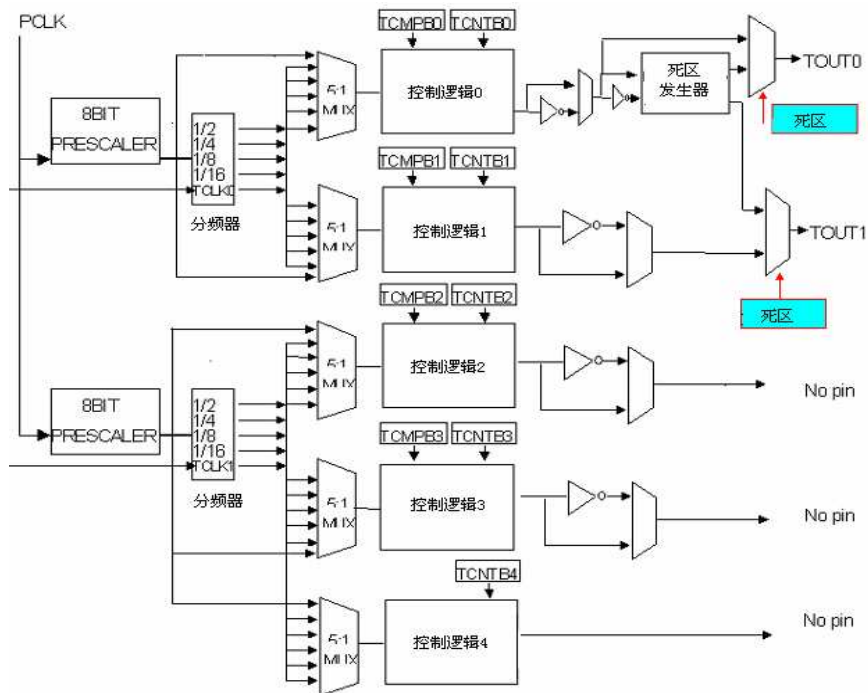 PCLK
TCMPB0
TCNTB0
8BIT
PRESCALER
1/2
1/4
1/8
1/16
TCLK0
分频器
5:1
MUX
控制逻辑0
死区
发生器
TOUT0
死区
TCMPB1
TCNTB1
5:1
MUX
控制逻辑1
TOUT1
死区
TCMPB2
TCNTB2
5:1
MUX
控制逻辑2
No pin
8BIT
PRESCALER
1/2
1/4
1/8
1/16
TCLK1
分频器
TCMPB3
TCNTB3
5:1
MUX
控制逻辑3
No pin
TCNTB4
5:1
MUX
控制逻辑4
No pin